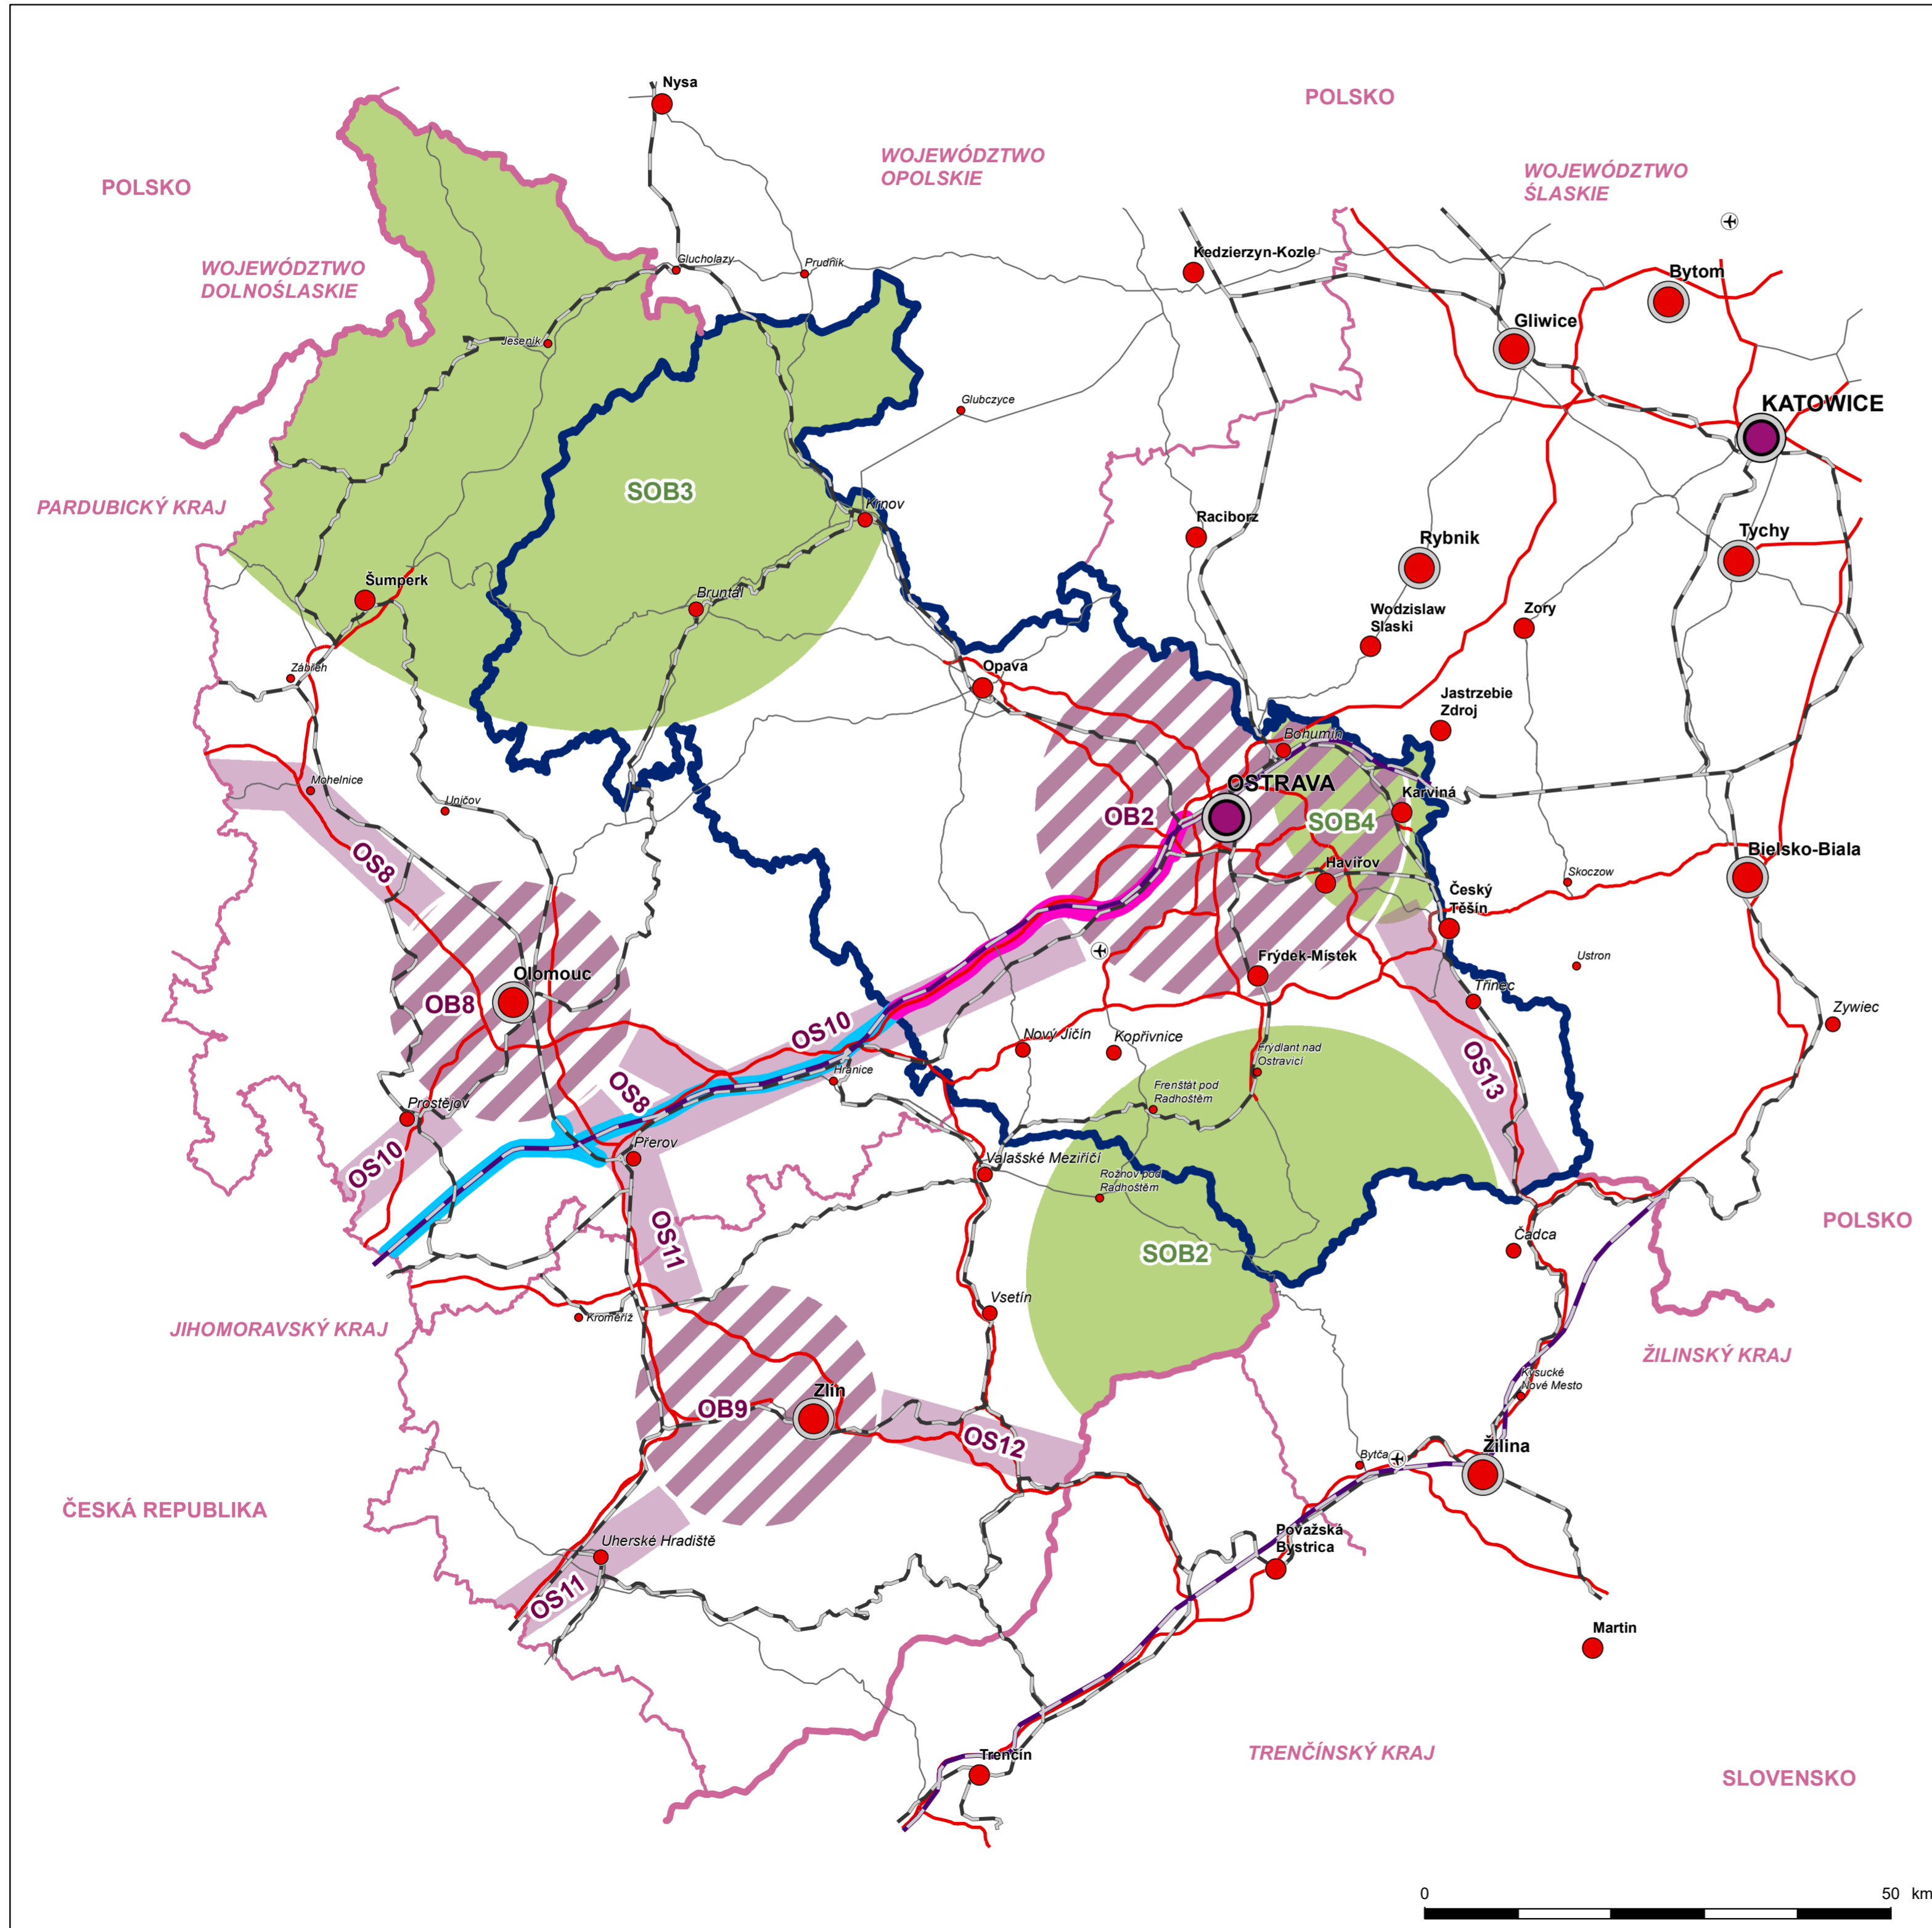 Nysa
POLSKO
WOJEWÓDZTWO
OPOLSKIE
WOJEWÓDZTWO
ŚLASKIE
POLSKO
WOJEWÓDZTWO
DOLNOŚLASKIE
Glucholazy
Prudnik
Kedzierzyn-Kozle
Bytom
Gliwice
Jeseník
Glubczyce
KATOWICE
SOB3
PARDUBICKÝ KRAJ
Krnov
Raciborz
Rybnik
Tychy
Šumperk
Bruntál
Wodzislaw
Slaski
Zory
Zábřeh
Opava
Jastrzebie
Zdroj
Bohumín
Mohelnice
Uničov
OSTRAVA
Karviná
OB2
SOB4
OS8
Havířov
Bielsko-Biala
Skoczow
Český
Těšín
Olomouc
Frýdek-Místek
Ustron
OB8
Třinec
Zywiec
OS10
Nový Jičín
Kopřivnice
Frýdlant nad
Ostravicí
Hranice
OS13
OS8
Frenštát pod
Radhoštěm
Prostějov
Přerov
OS10
Valašské Meziříčí
Rožnov pod
Radhoštěm
OS11
POLSKO
Čadca
SOB2
Vsetín
Kroměříž
JIHOMORAVSKÝ KRAJ
ŽILINSKÝ KRAJ
Kysucké
Nové Mesto
Zlín
OB9
OS12
Bytča
Žilina
ČESKÁ REPUBLIKA
Považská
Bystrica
Uherské Hradiště
OS11
Martin
Trenčín
TRENČÍNSKÝ KRAJ
SLOVENSKO
0 50 km